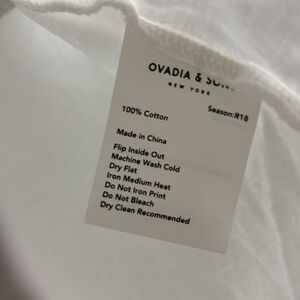 OVADIA & SONS
NEW YORK
100% Cotton
Season:R18
Made in China
Flip Inside Out
Machine Wash Cold
Dry Flat
Iron Medium Heat
Do Not Iron Print
Do Not Bleach
Dry Clean Recommended